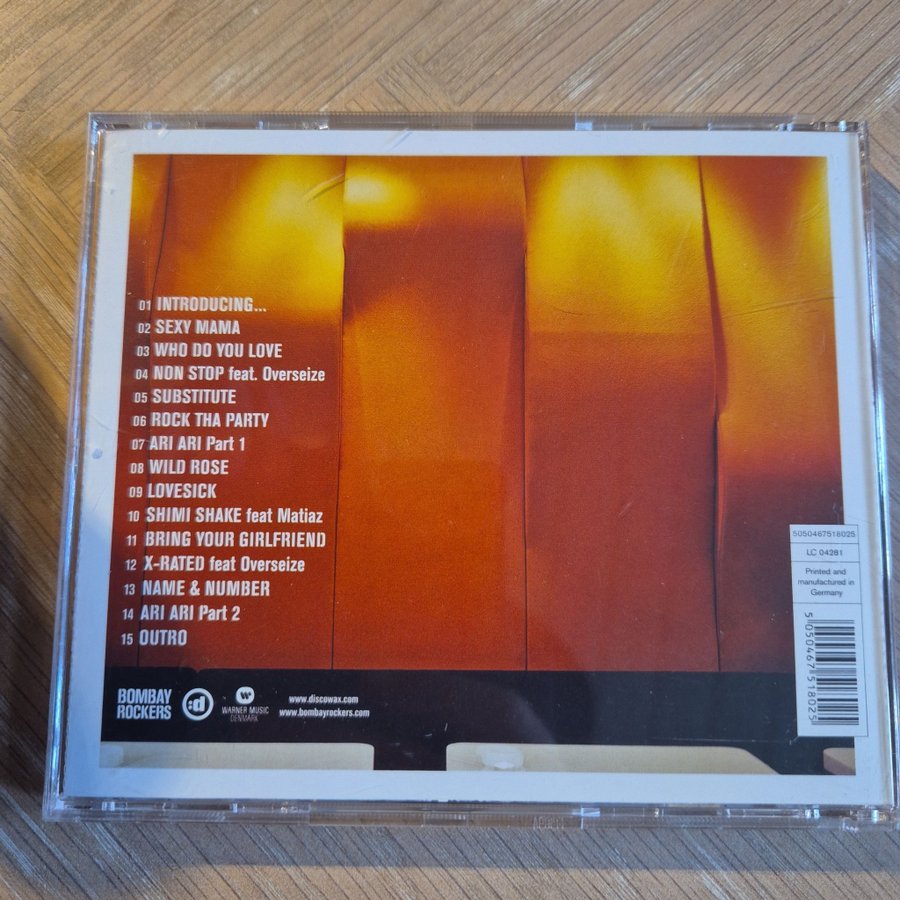 01 INTRODUCING...
02 SEXY MAMA
03 WHO DO YOU LOVE
04 NON STOP feat. Overseize
05 SUBSTITUTE
06 ROCK THA PARTY
07 ARI ARI Part 1
08 WILD ROSE
09 LOVESICK
10 SHIMI SHAKE feat Matiaz
11 BRING YOUR GIRLFRIEND
12 X-RATED feat Overseize
13 NAME & NUMBER
14 ARI ARI Part 2
15 OUTRO
5050467518025
LC 04281
Printed and
manufactured in
Germany
5 050467 518025
BOMBAY
ROCKERS
:d
WARNER MUSIC
DENMARK
www.discowax.com
www.bombayrockers.com